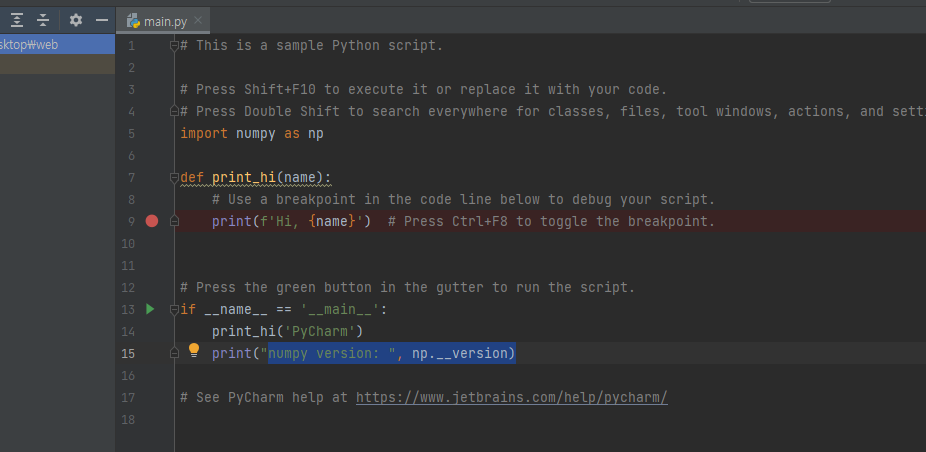 main.py
sktop₩web
1 # This is a sample Python script.
2
3 # Press Shift+F10 to execute it or replace it with your code.
4 # Press Double Shift to search everywhere for classes, files, tool windows, actions, and sett
5 import numpy as np
6
7 def print_hi(name):
8 # Use a breakpoint in the code line below to debug your script.
9 print(f'Hi, {name}')  # Press Ctrl+F8 to toggle the breakpoint.
10
11
12 # Press the green button in the gutter to run the script.
13 if __name__ == '__main__':
14 print_hi('PyCharm')
15 print("numpy version: ", np.__version)
16
17 # See PyCharm help at https://www.jetbrains.com/help/pycharm/
18